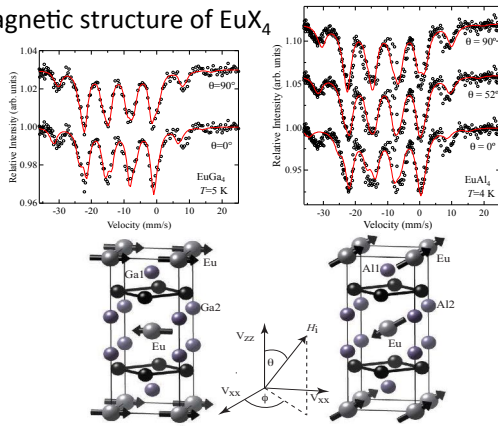 agnetic structure of EuX4
1.04
1.02
1.00
0.98
0.96
Relative Intensity (arb. units)
θ=90°
θ=0°
EuGa4
T=5 K
-30 -20 -10 0 10 20
Velocity (mm/s)
1.10
1.05
1.00
0.95
Relative Intensity (arb. units)
θ = 90°
θ = 52°
θ = 0°
EuAl4
T=4 K
-30 -20 -10 0 10 20
Velocity (mm/s)
Eu
Ga1
Ga2
Eu
Vzz
Hi
θ
Vxx
ϕ
Vxx
Eu
Al1
Al2
Eu